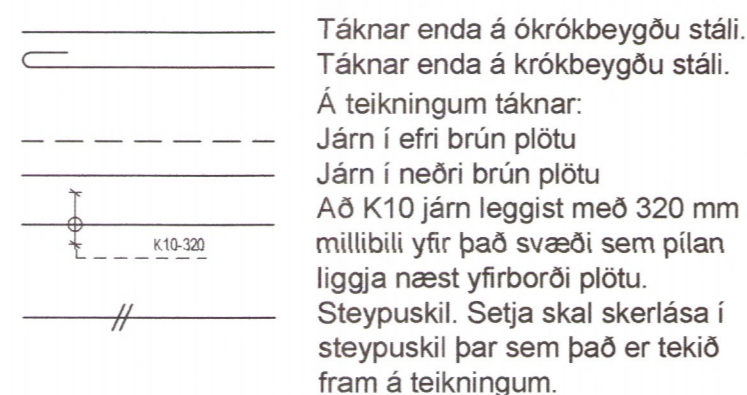 Táknar enda á ókrókbeygðu stáli.
Táknar enda á krókbeygðu stáli.
Á teikningum táknar:
Járn í efri brún plötu
Járn í neðri brún plötu
Að K10 járn leggist með 320 mm
K10-320
millibili yfir það svæði sem pílan
liggja næst yfirborði plötu.
Steypuskil. Setja skal skerlása í
steypuskil þar sem það er tekið
fram á teikningum.